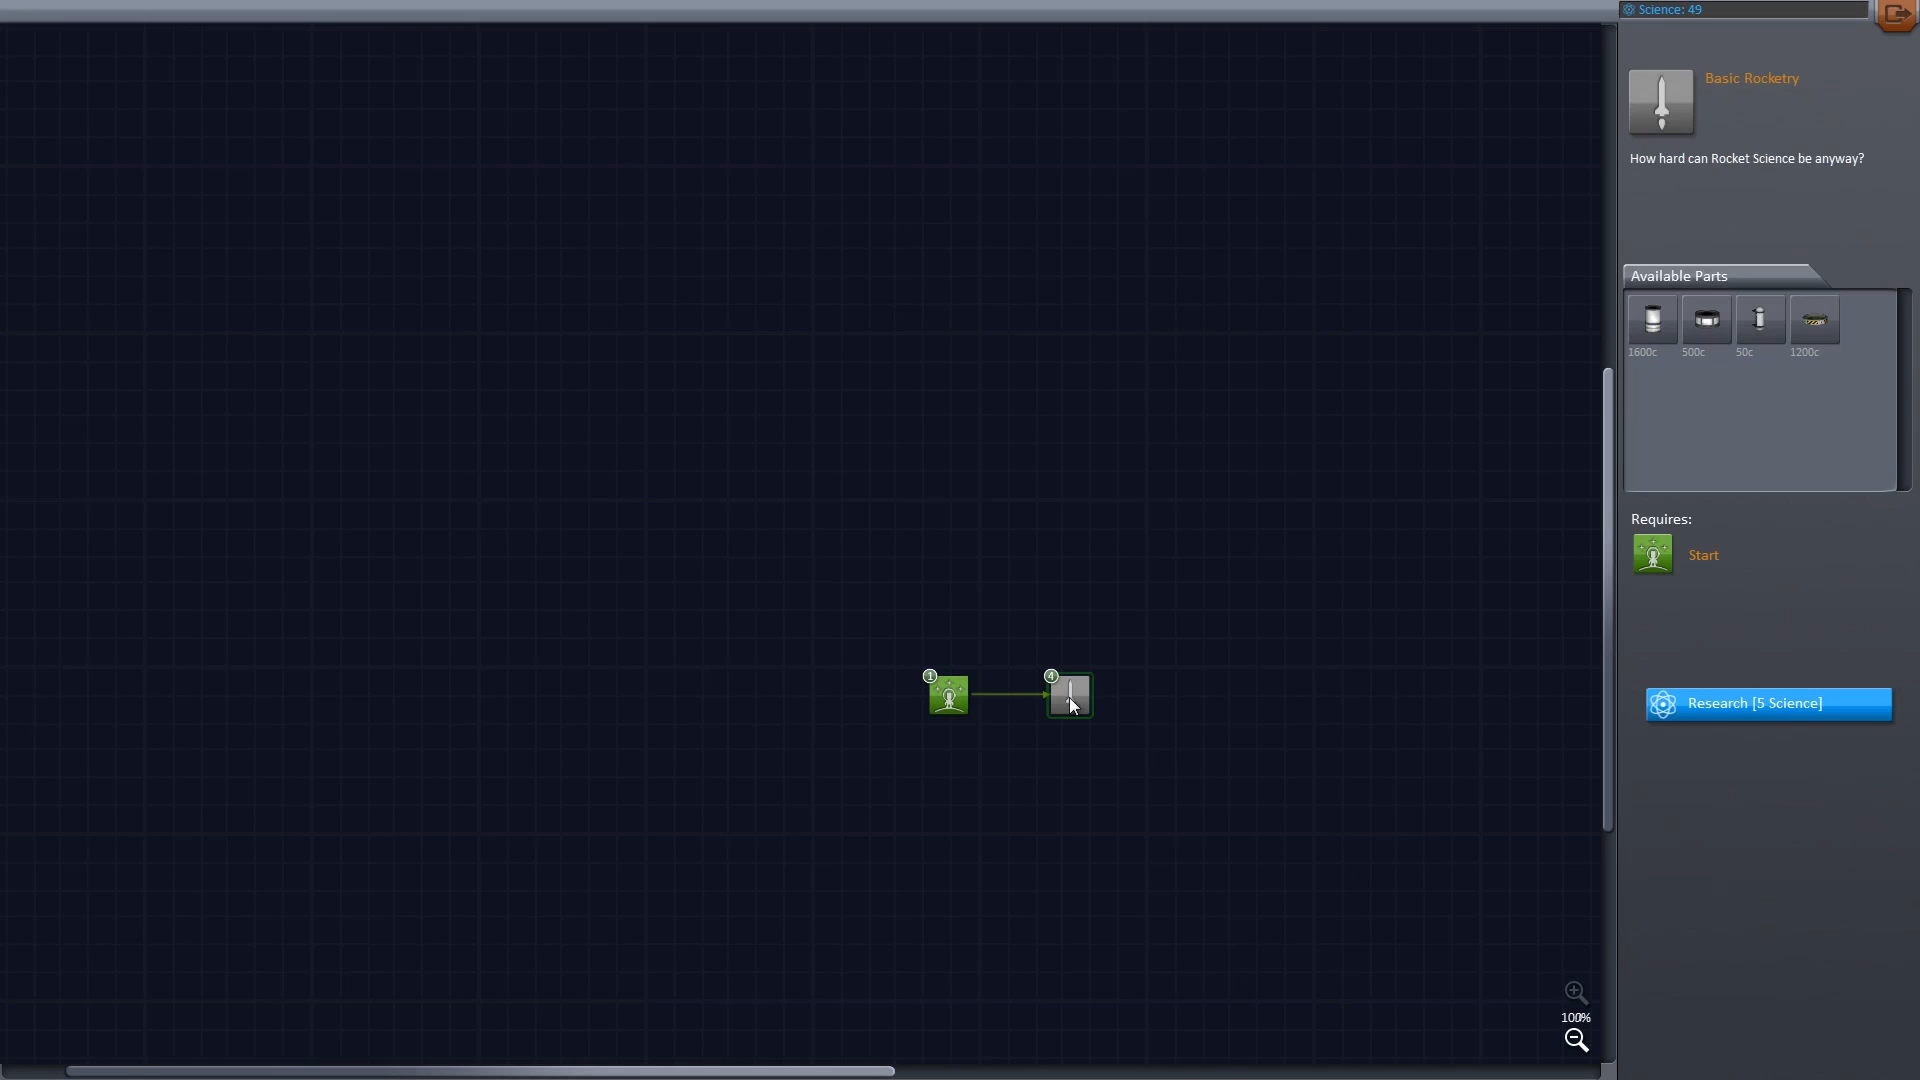 Science: 49
Basic Rocketry
How hard can Rocket Science be anyway?
Available Parts
1600c 500c 50c 1200c
Requires:
Start
1 4
Research [5 Science]
100%